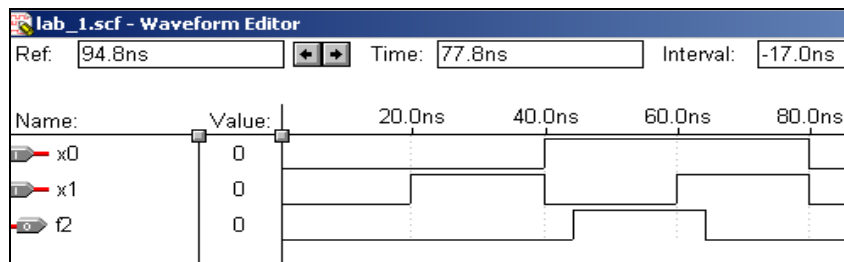 lab_1.scf - Waveform Editor
Ref: 94.8ns Time: 77.8ns Interval: -17.0ns
Name: Value: 20.0ns 40.0ns 60.0ns 80.0ns
x0 0
x1 0
f2 0